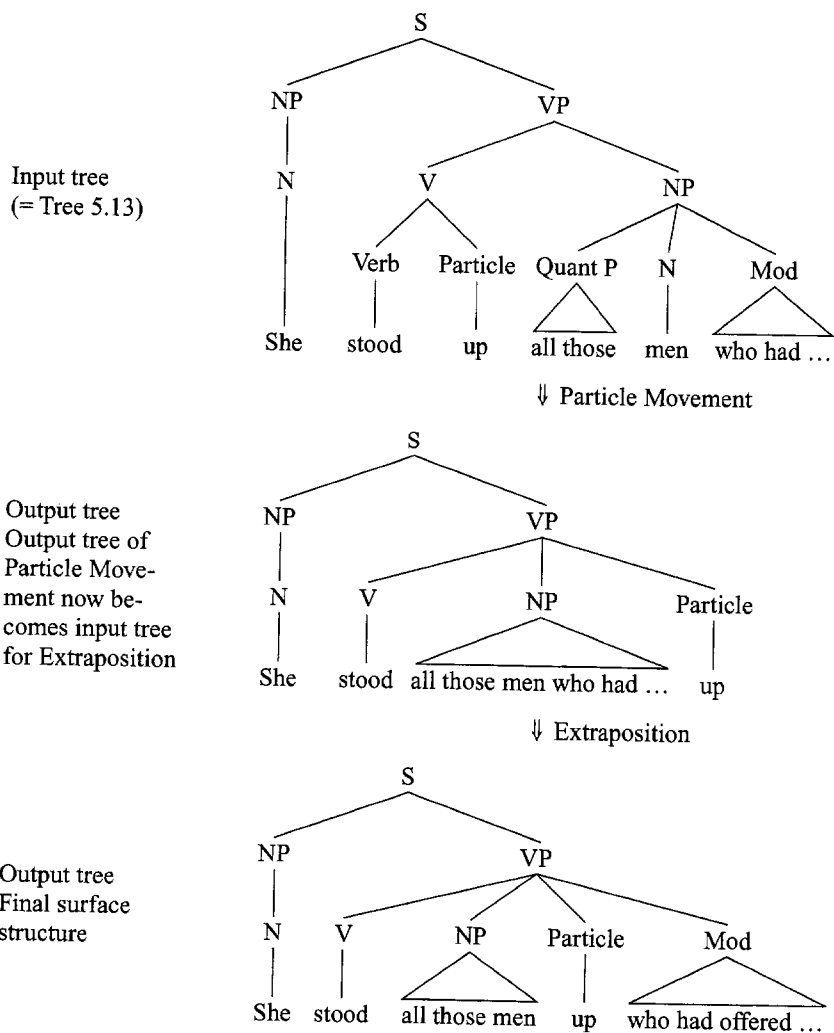 S
NP VP
Input tree
(= Tree 5.13)
N V NP
Verb Particle Quant P N Mod
She stood up all those men who had ...
⇓ Particle Movement
S
Output tree
Output tree of
Particle Move-
ment now be-
comes input tree
for Extraposition
NP VP
N V NP Particle
She stood all those men who had ... up
⇓ Extraposition
S
NP VP
Output tree
Final surface
structure
N V NP Particle Mod
She stood all those men up who had offered ...